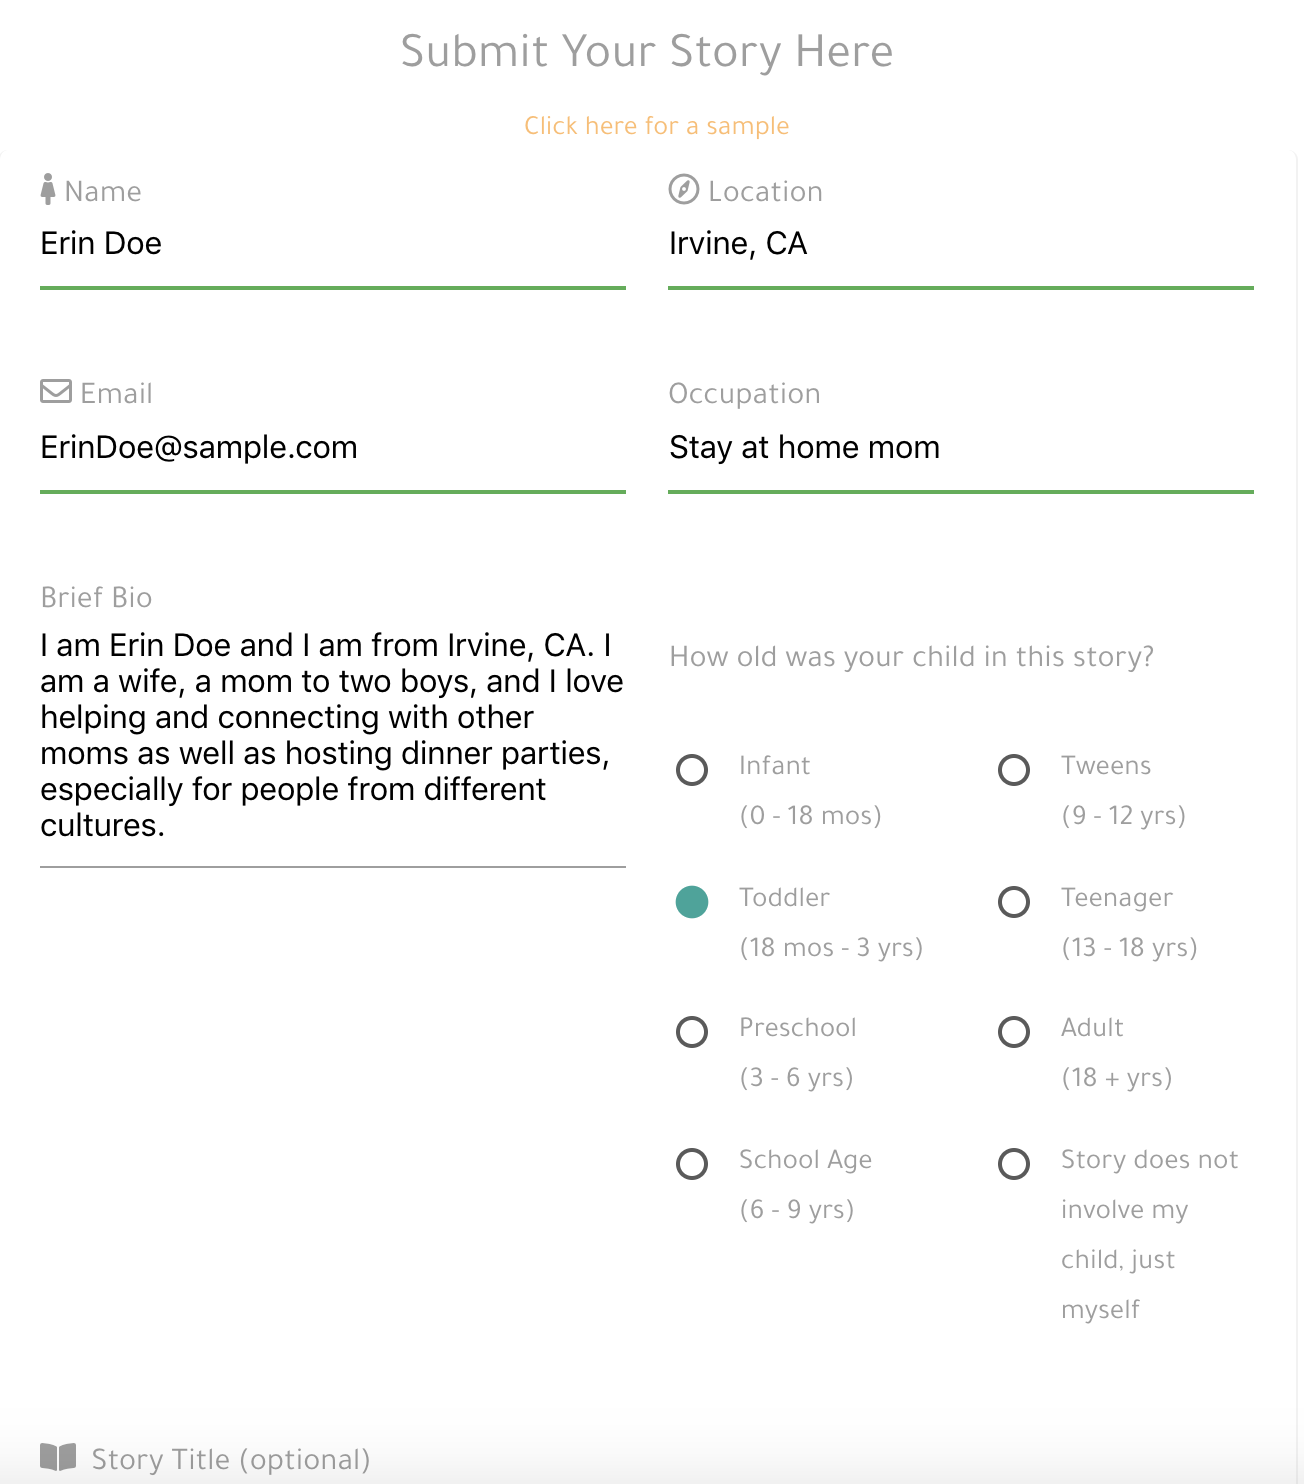 Submit Your Story Here
Click here for a sample
Name
Erin Doe
Location
Irvine, CA
Email
ErinDoe@sample.com
Occupation
Stay at home mom
Brief Bio
I am Erin Doe and I am from Irvine, CA. I
am a wife, a mom to two boys, and I love
helping and connecting with other
moms as well as hosting dinner parties,
especially for people from different
cultures.
How old was your child in this story?
Infant
(0 - 18 mos)
Toddler
(18 mos - 3 yrs)
Preschool
(3 - 6 yrs)
School Age
(6 - 9 yrs)
Tweens
(9 - 12 yrs)
Teenager
(13 - 18 yrs)
Adult
(18 + yrs)
Story does not
involve my
child, just
myself
Story Title (optional)